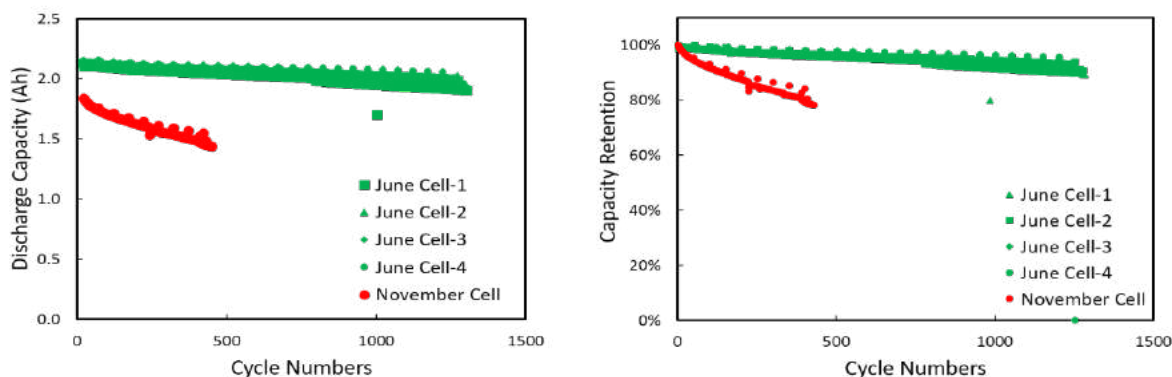 2.5
2.0
1.5
1.0
0.5
0.0
Discharge Capacity (Ah)
June Cell-1
June Cell-2
June Cell-3
June Cell-4
November Cell
0
500
1000
1500
Cycle Numbers
100%
80%
60%
40%
20%
0%
Capacity Retention
June Cell-1
June Cell-2
June Cell-3
June Cell-4
November Cell
0
500
1000
1500
Cycle Numbers